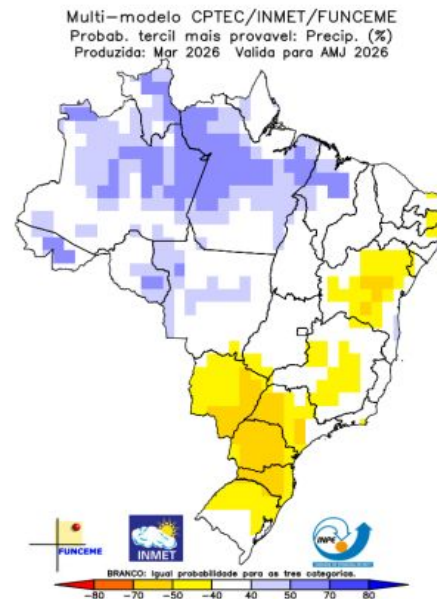 Multi-modelo CPTEC/INMET/FUNCEME
Probab. tercil mais provavel: Precip. (%)
Produzida: Mar 2026 Valida para AMJ 2026
FUNCEME
INMET
INPE
BRANCO: Igual probabilidade para as tres categorias.
-80 -70 -50 -40 40 50 70 80